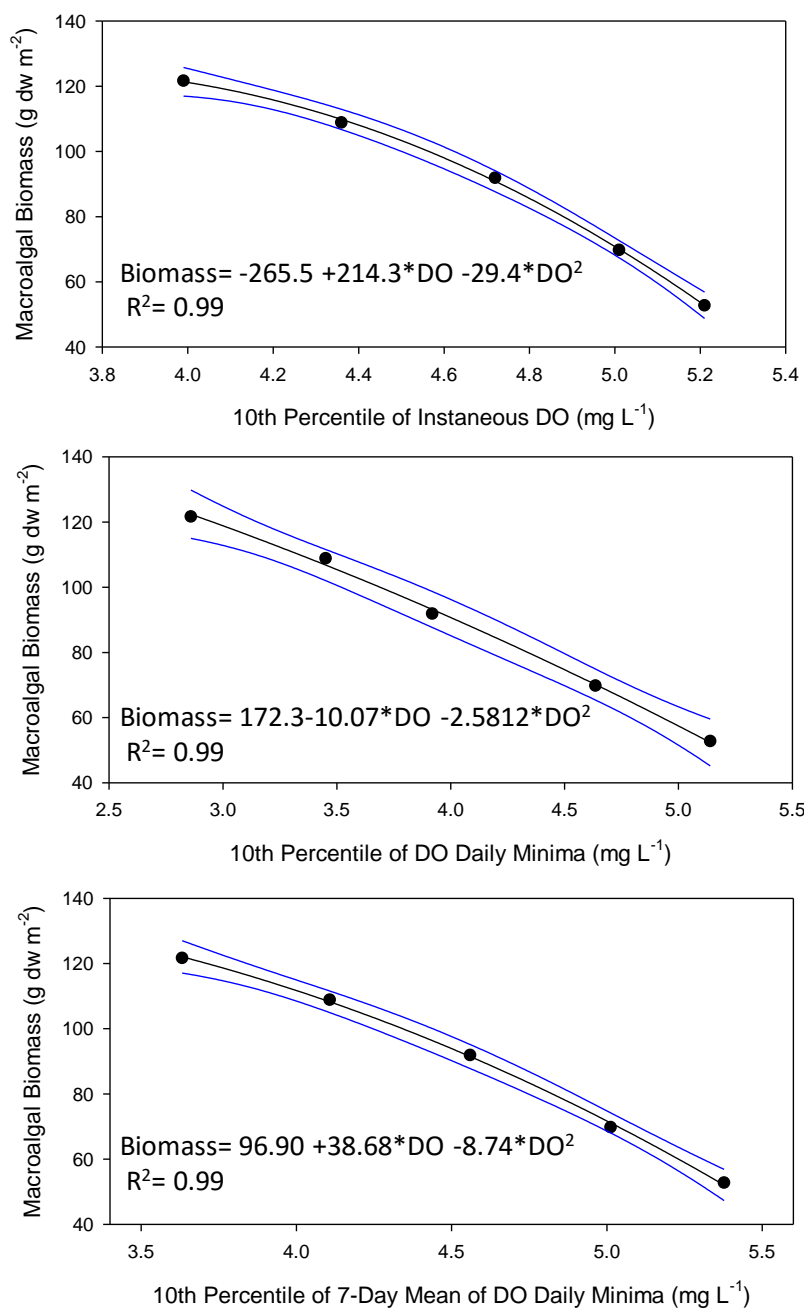 140
120
100
80
60
40
Macroalgal Biomass (g dw m⁻²)
Biomass= -265.5 +214.3*DO -29.4*DO²
R²= 0.99
3.8 4.0 4.2 4.4 4.6 4.8 5.0 5.2 5.4
10th Percentile of Instaneous DO (mg L⁻¹)
140
120
100
80
60
40
Macroalgal Biomass (g dw m⁻²)
Biomass= 172.3-10.07*DO -2.5812*DO²
R²= 0.99
2.5 3.0 3.5 4.0 4.5 5.0 5.5
10th Percentile of DO Daily Minima (mg L⁻¹)
140
120
100
80
60
40
Macroalgal Biomass (g dw m⁻²)
Biomass= 96.90 +38.68*DO -8.74*DO²
R²= 0.99
3.5 4.0 4.5 5.0 5.5
10th Percentile of 7-Day Mean of DO Daily Minima (mg L⁻¹)